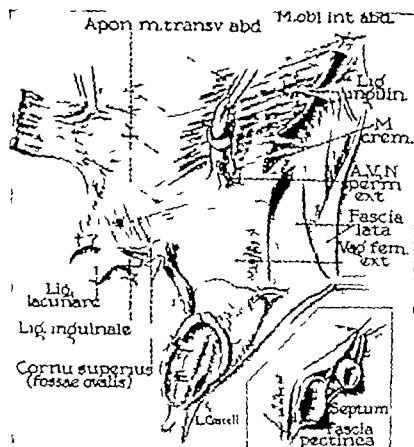 Apon m.transv abd
M.obl int abd.
Lig
inguin.
M
crem.
A.V.N
sperm
ext
Fascia
lata
Vag fem.
ext
Lig.
lacunare
Lig inguinale
Cornu superius
(fossae ovalis)
Septum
Fascia
pectinea